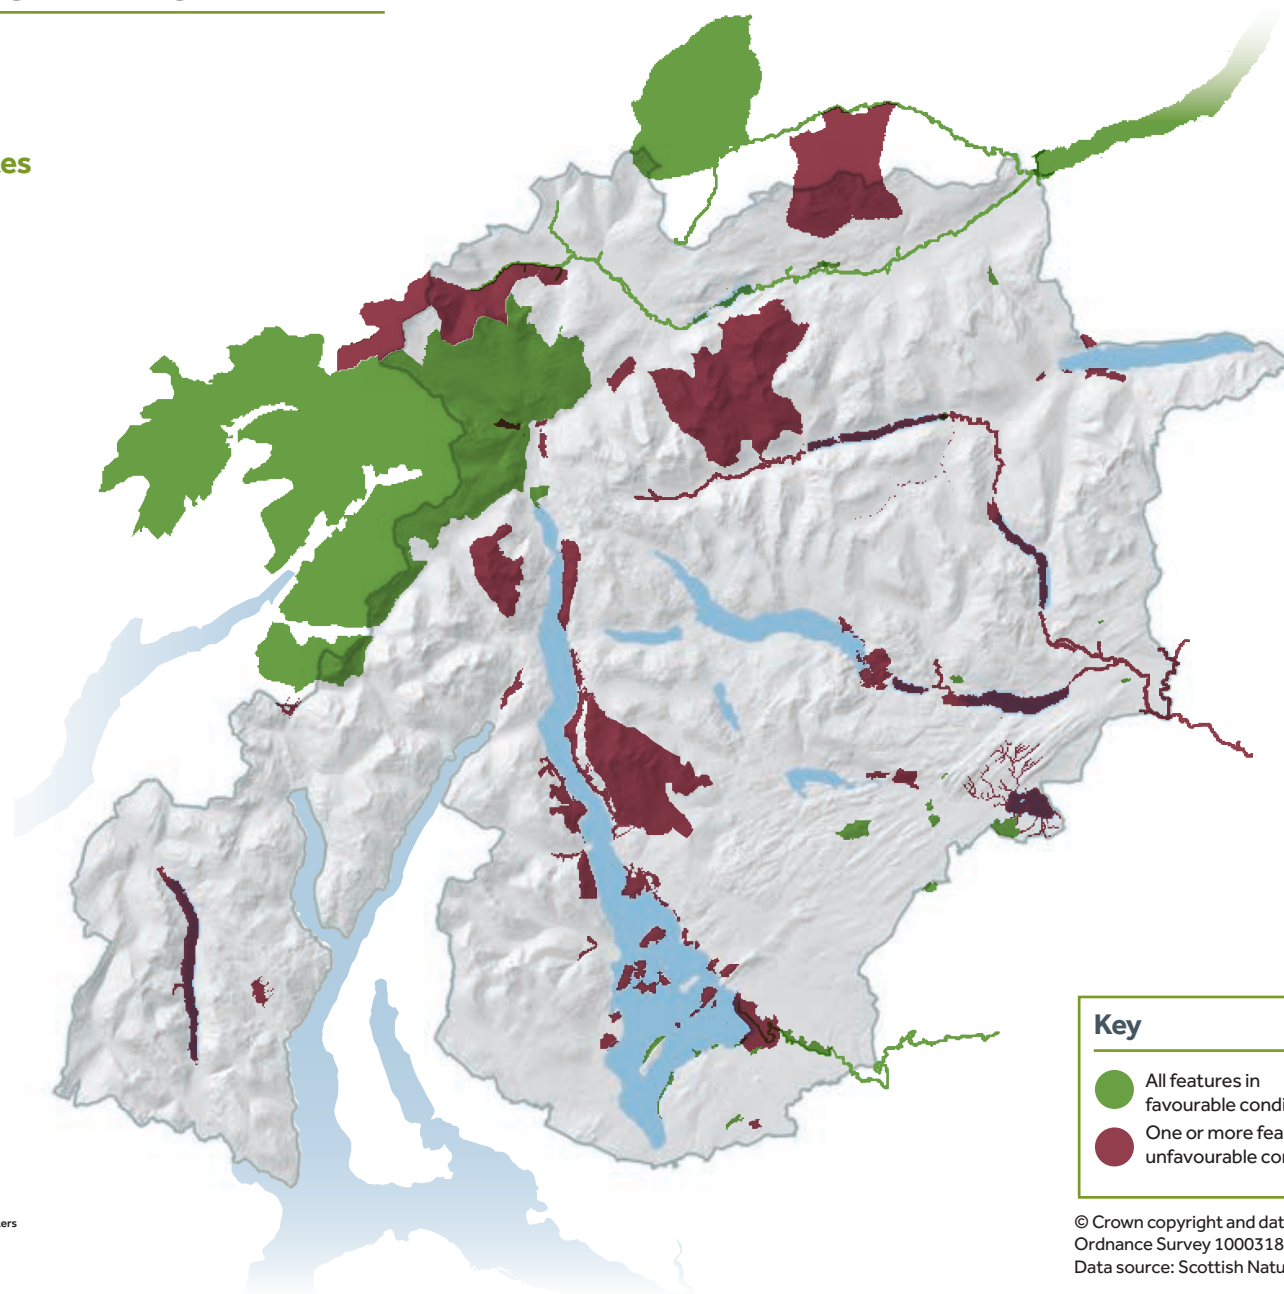 es
Key
All features in
favourable condi
One or more fea
unfavourable co
ters
© Crown copyright and dat
Ordnance Survey 1000318
Data source: Scottish Natu